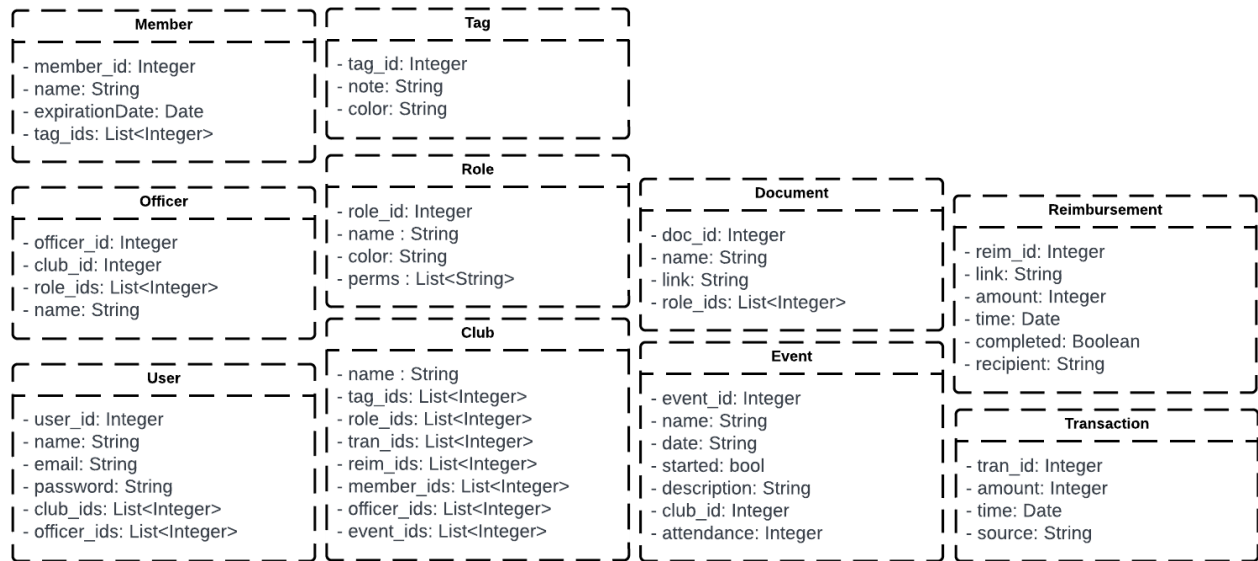 Member
- member_id: Integer
- name: String
- expirationDate: Date
- tag_ids: List<Integer>
Officer
- officer_id: Integer
- club_id: Integer
- role_ids: List<Integer>
- name: String
User
- user_id: Integer
- name: String
- email: String
- password: String
- club_ids: List<Integer>
- officer_ids: List<Integer>
Tag
- tag_id: Integer
- note: String
- color: String
Role
- role_id: Integer
- name : String
- color: String
- perms : List<String>
Club
- name : String
- tag_ids: List<Integer>
- role_ids: List<Integer>
- tran_ids: List<Integer>
- reim_ids: List<Integer>
- member_ids: List<Integer>
- officer_ids: List<Integer>
- event_ids: List<Integer>
Document
- doc_id: Integer
- name: String
- link: String
- role_ids: List<Integer>
Event
- event_id: Integer
- name: String
- date: String
- started: bool
- description: String
- club_id: Integer
- attendance: Integer
Reimbursement
- reim_id: Integer
- link: String
- amount: Integer
- time: Date
- completed: Boolean
- recipient: String
Transaction
- tran_id: Integer
- amount: Integer
- time: Date
- source: String